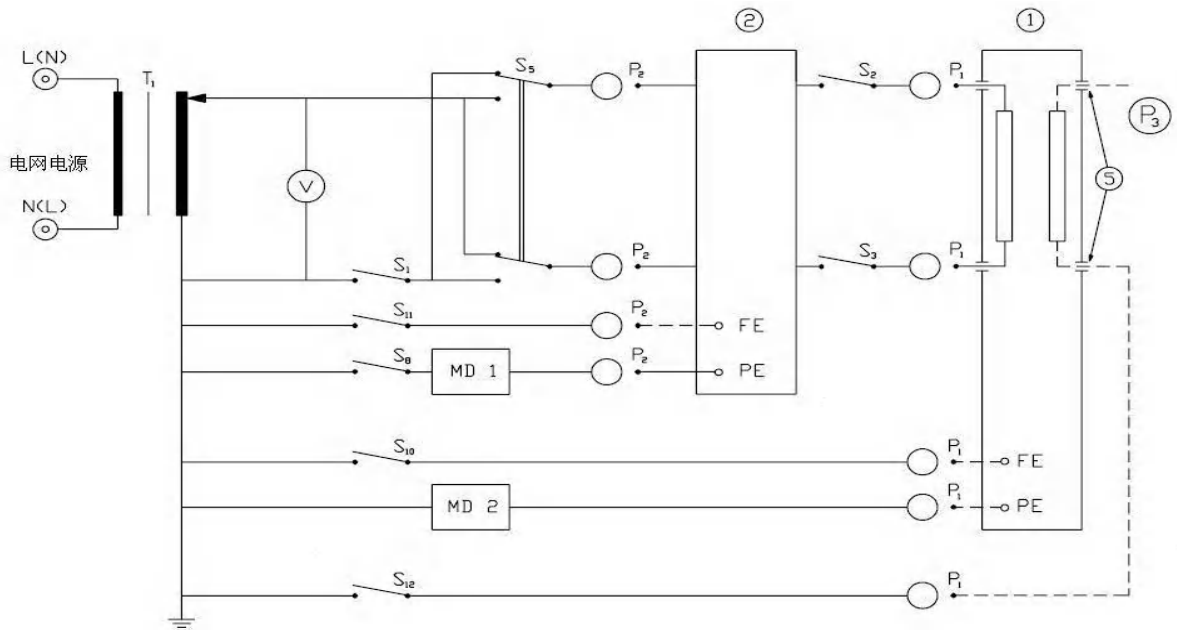 ②
①
L(N)
T₁
S₅
P₂
S₂
P₁
P₃
电网电源
V
⑤
N(L)
S₁
P₂
S₃
P₁
S₁₁
P₂
FE
S₈
MD 1
P₂
PE
S₁₀
P₁
FE
MD 2
P₁
PE
S₁₂
P₁